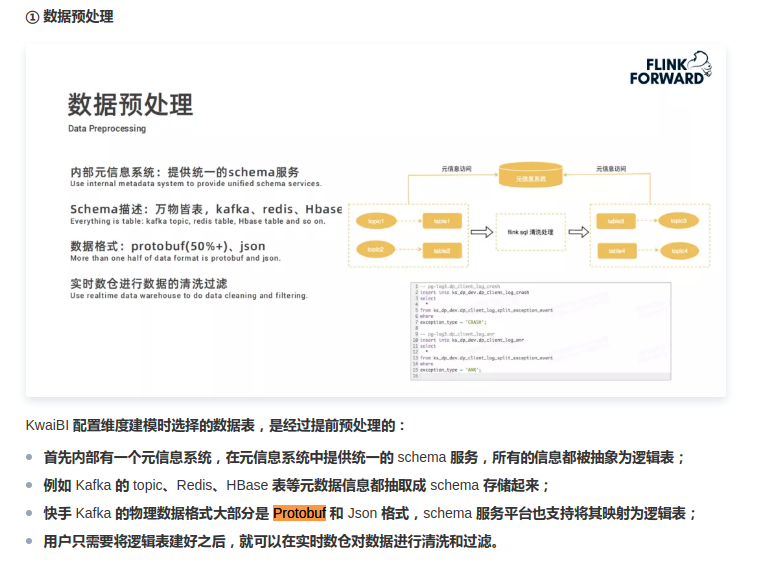 ① 数据预处理
FLINK
FORWARD
数据预处理
Data Preprocessing
内部元信息系统：提供统一的schema服务
Use internal metadata system to provide unified schema services.
Schema描述：万物皆表，kafka、redis、Hbase
Everything is table: kafka topic, redis table, Hbase table and so on.
数据格式：protobuf(50%+)、json
More than one half of data format is protobuf and json.
实时数仓进行数据的清洗过滤
Use realtime data warehouse to do data cleaning and filtering.
元信息访问
元信息系统
元信息访问
topic1
table1
topic2
table2
flink sql 清洗处理
table3
topic3
table4
topic4
1 -- pg-log3.dp_client_log_crash
2 insert into ks_dp_dev.dp_client_log_crash
3 select
4 *
5 from ks_dp_dev.dp_client_log_split_exception_event
6 where
7 exception_type = 'CRASH';
8
9 -- pg-log3.dp_client_log_anr
10 insert into ks_dp_dev.dp_client_log_anr
11 select
12 *
13 from ks_dp_dev.dp_client_log_split_exception_event
14 where
15 exception_type = 'ANR';
16
KwaiBI 配置维度建模时选择的数据表，是经过提前预处理的：
首先内部有一个元信息系统，在元信息系统中提供统一的 schema 服务，所有的信息都被抽象为逻辑表；
例如 Kafka 的 topic、Redis、HBase 表等元数据信息都抽取成 schema 存储起来；
快手 Kafka 的物理数据格式大部分是 Protobuf 和 Json 格式，schema 服务平台也支持将其映射为逻辑表；
用户只需要将逻辑表建好之后，就可以在实时数仓对数据进行清洗和过滤。